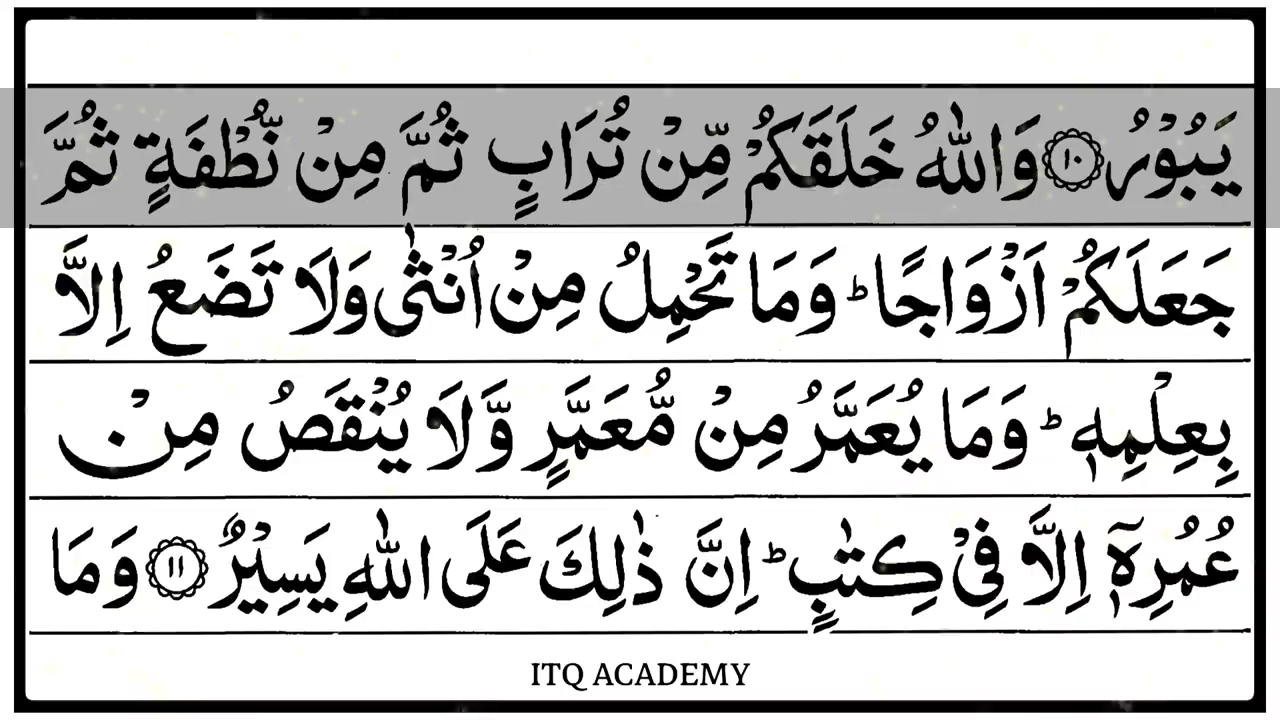 يَبُوْرُ ۝١٠ وَاللّٰهُ خَلَقَكُمْ مِّنْ تُرَابٍ ثُمَّ مِنْ نُّطْفَةٍ ثُمَّ
جَعَلَكُمْ اَزْوَاجًا ؕ وَمَا تَحْمِلُ مِنْ اُنْثٰى وَلَا تَضَعُ اِلَّا
بِعِلْمِهٖ ؕ وَمَا يُعَمَّرُ مِنْ مُّعَمَّرٍ وَّلَا يُنْقَصُ مِنْ
عُمُرِهٖۤ اِلَّا فِيْ كِتٰبٍ ؕ اِنَّ ذٰلِكَ عَلَى اللّٰهِ يَسِيْرٌ ۝١١ وَمَا
ITQ ACADEMY